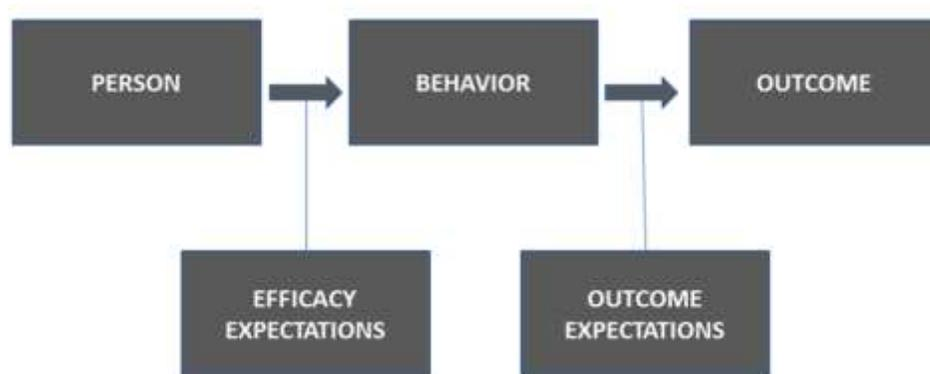 PERSON
BEHAVIOR
OUTCOME
EFFICACY
EXPECTATIONS
OUTCOME
EXPECTATIONS